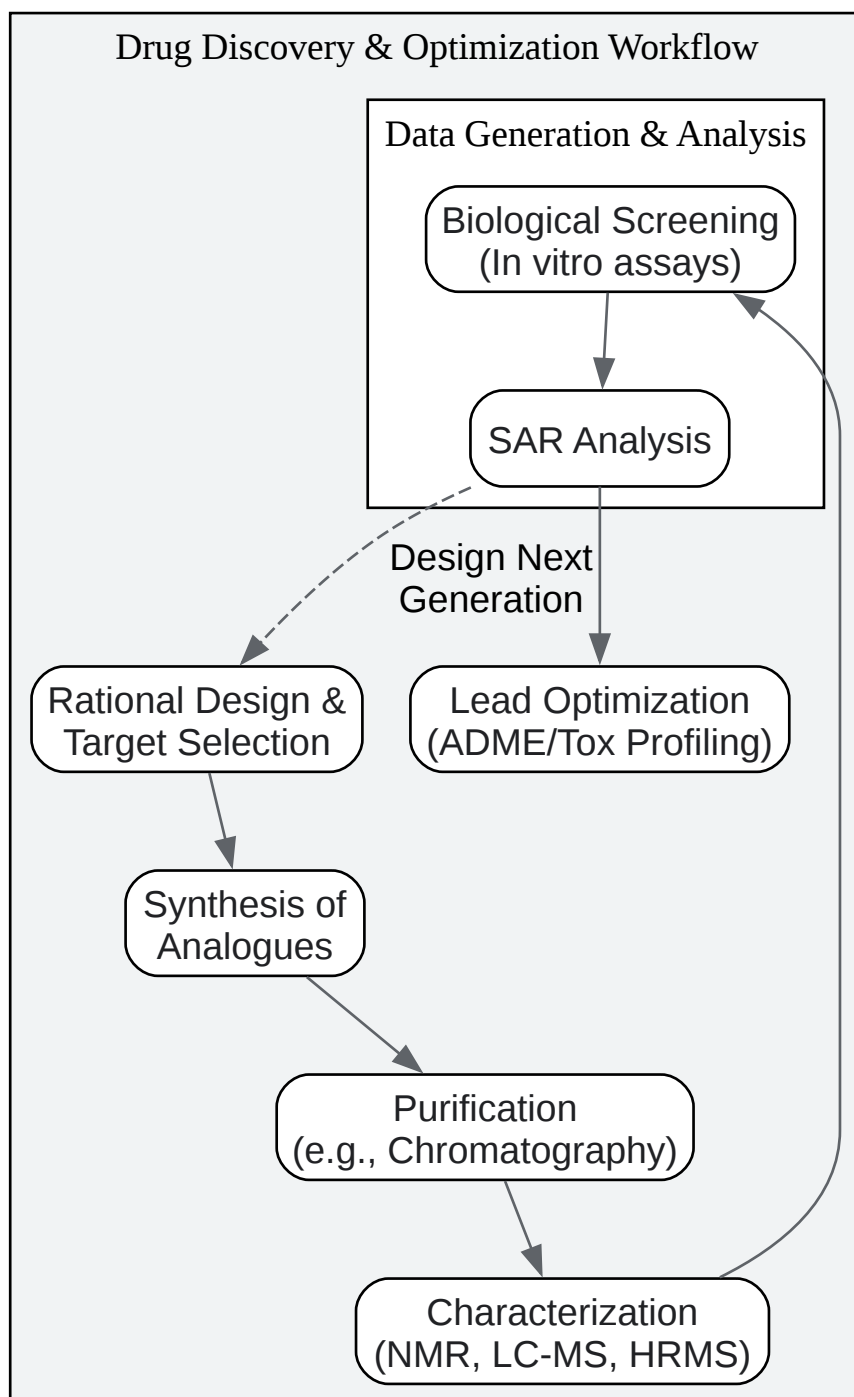 Drug Discovery & Optimization Workflow
Data Generation & Analysis
Biological Screening
(In vitro assays)
SAR Analysis
Design Next
Generation
Rational Design &
Target Selection
Lead Optimization
(ADME/Tox Profiling)
Synthesis of
Analogues
Purification
(e.g., Chromatography)
Characterization
(NMR, LC-MS, HRMS)